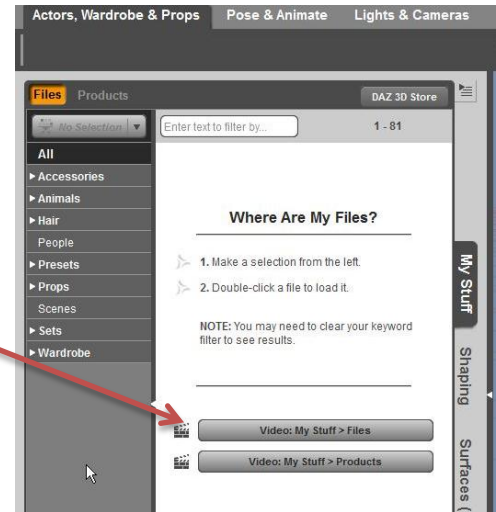 Actors, Wardrobe & Props Pose & Animate Lights & Cameras
Files Products DAZ 3D Store
No Selection Enter text to filter by... 1 - 81
All
Accessories
Animals
Hair
People
Presets
Props
Scenes
Sets
Wardrobe
Where Are My Files?
1. Make a selection from the left.
2. Double-click a file to load it.
NOTE: You may need to clear your keyword
filter to see results.
Video: My Stuff > Files
Video: My Stuff > Products
My Stuff
Shaping
Surfaces (